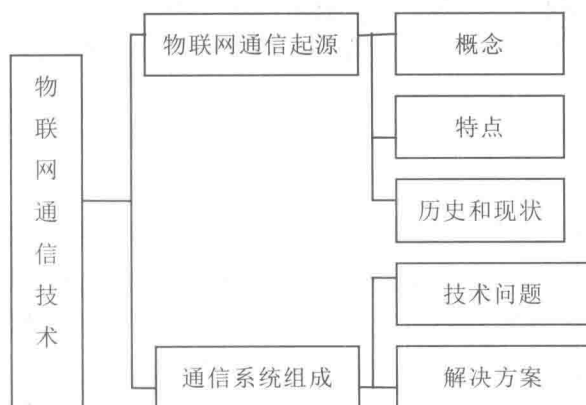 物联网通信技术
物联网通信起源
概念
特点
历史和现状
通信系统组成
技术问题
解决方案